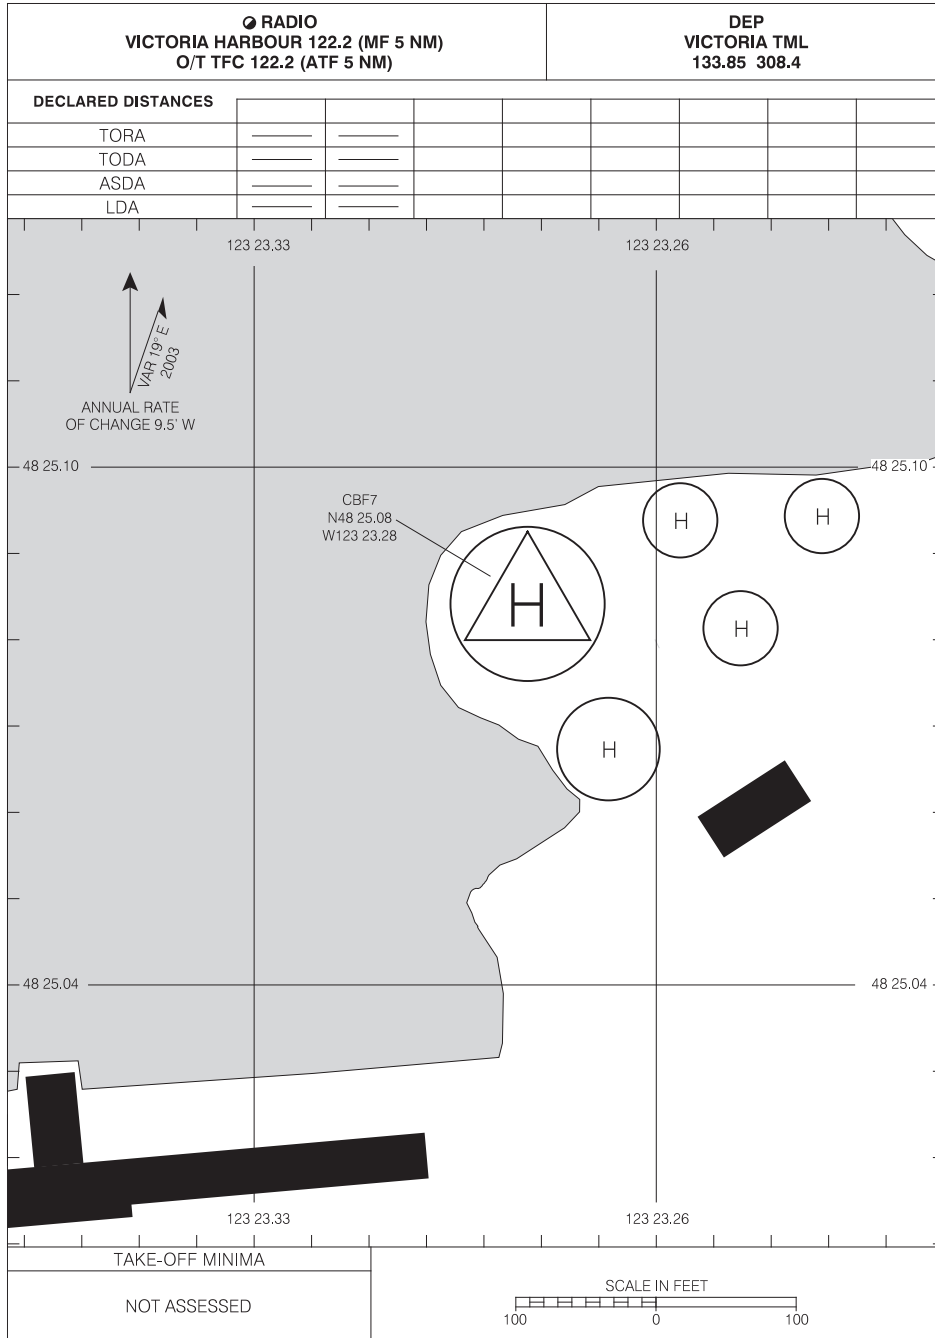 RADIO
VICTORIA HARBOUR 122.2 (MF 5 NM)
O/T TFC 122.2 (ATF 5 NM)
DEP
VICTORIA TML
133.85 308.4
DECLARED DISTANCES
TORA
TODA
ASDA
LDA
123 23.33
123 23.26
VAR 19° E
2003
ANNUAL RATE
OF CHANGE 9.5' W
48 25.10
48 25.10
CBF7
N48 25.08
W123 23.28
H
H
H
H
H
48 25.04
48 25.04
123 23.33
123 23.26
TAKE-OFF MINIMA
NOT ASSESSED
SCALE IN FEET
100 0 100